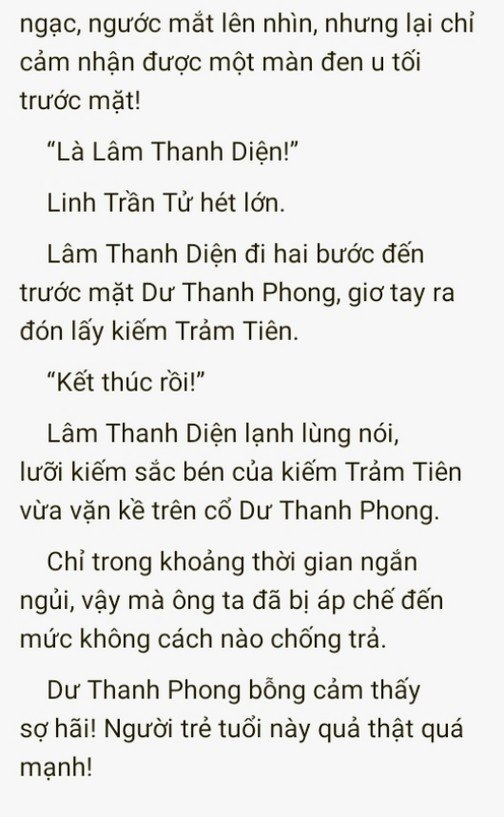 ngạc, ngước mắt lên nhìn, nhưng lại chỉ
cảm nhận được một màn đen u tối
trước mặt!
“Là Lâm Thanh Diện!”
Linh Trần Tử hét lớn.
Lâm Thanh Diện đi hai bước đến
trước mặt Dư Thanh Phong, giơ tay ra
đón lấy kiếm Trảm Tiên.
“Kết thúc rồi!”
Lâm Thanh Diện lạnh lùng nói,
lưỡi kiếm sắc bén của kiếm Trảm Tiên
vừa vặn kề trên cổ Dư Thanh Phong.
Chỉ trong khoảng thời gian ngắn
ngủi, vậy mà ông ta đã bị áp chế đến
mức không cách nào chống trả.
Dư Thanh Phong bỗng cảm thấy
sợ hãi! Người trẻ tuổi này quả thật quá
mạnh!